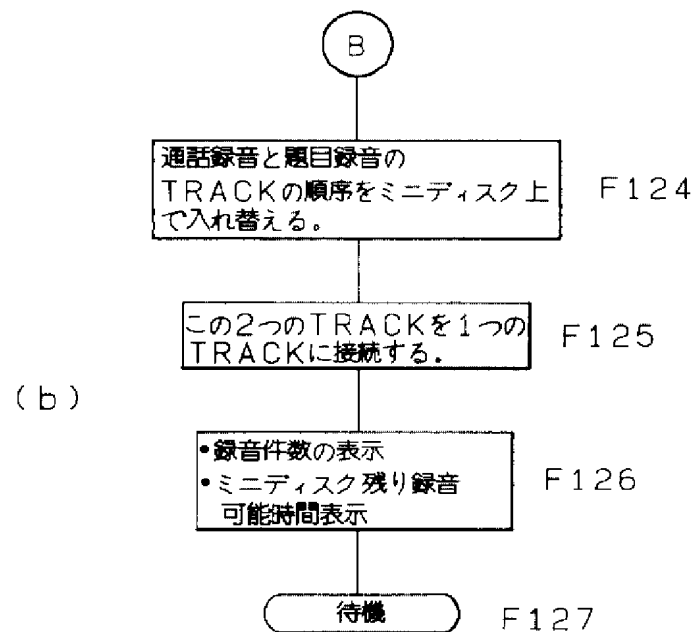 B
通話録音と題目録音の
TRACKの順序をミニディスク上
で入れ替える。
F124
この2つのTRACKを1つの
TRACKに接続する．
F125
(b)
•録音件数の表示
•ミニディスク残り録音
可能時間表示
F126
待機
F127